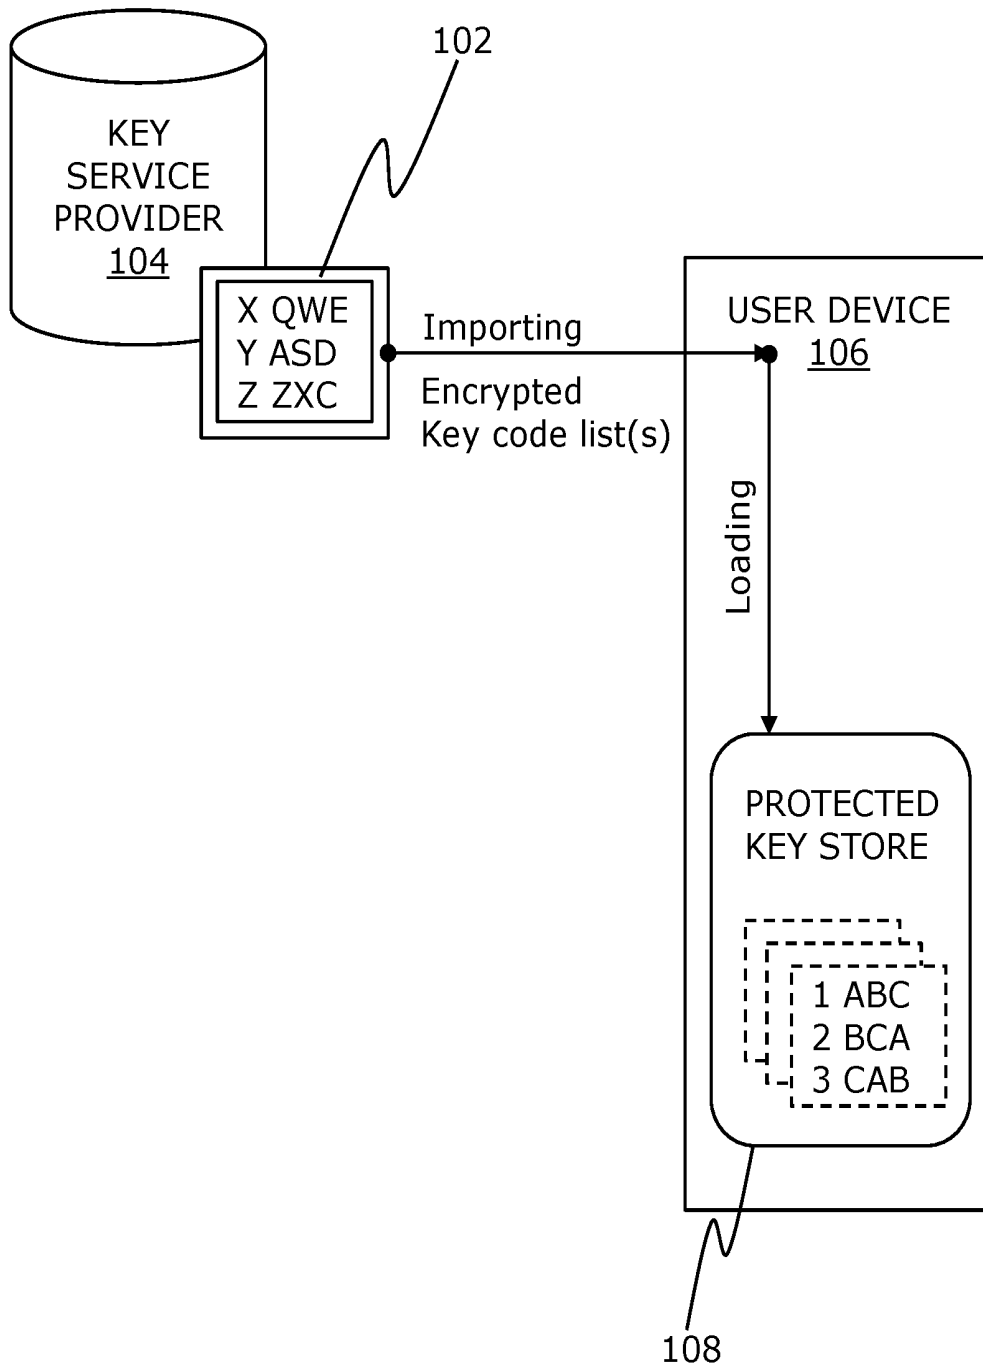 102
KEY
SERVICE
PROVIDER
104
X QWE
Y ASD
Z ZXC
Importing
Encrypted
Key code list(s)
USER DEVICE
106
Loading
PROTECTED
KEY STORE
1 ABC
2 BCA
3 CAB
108